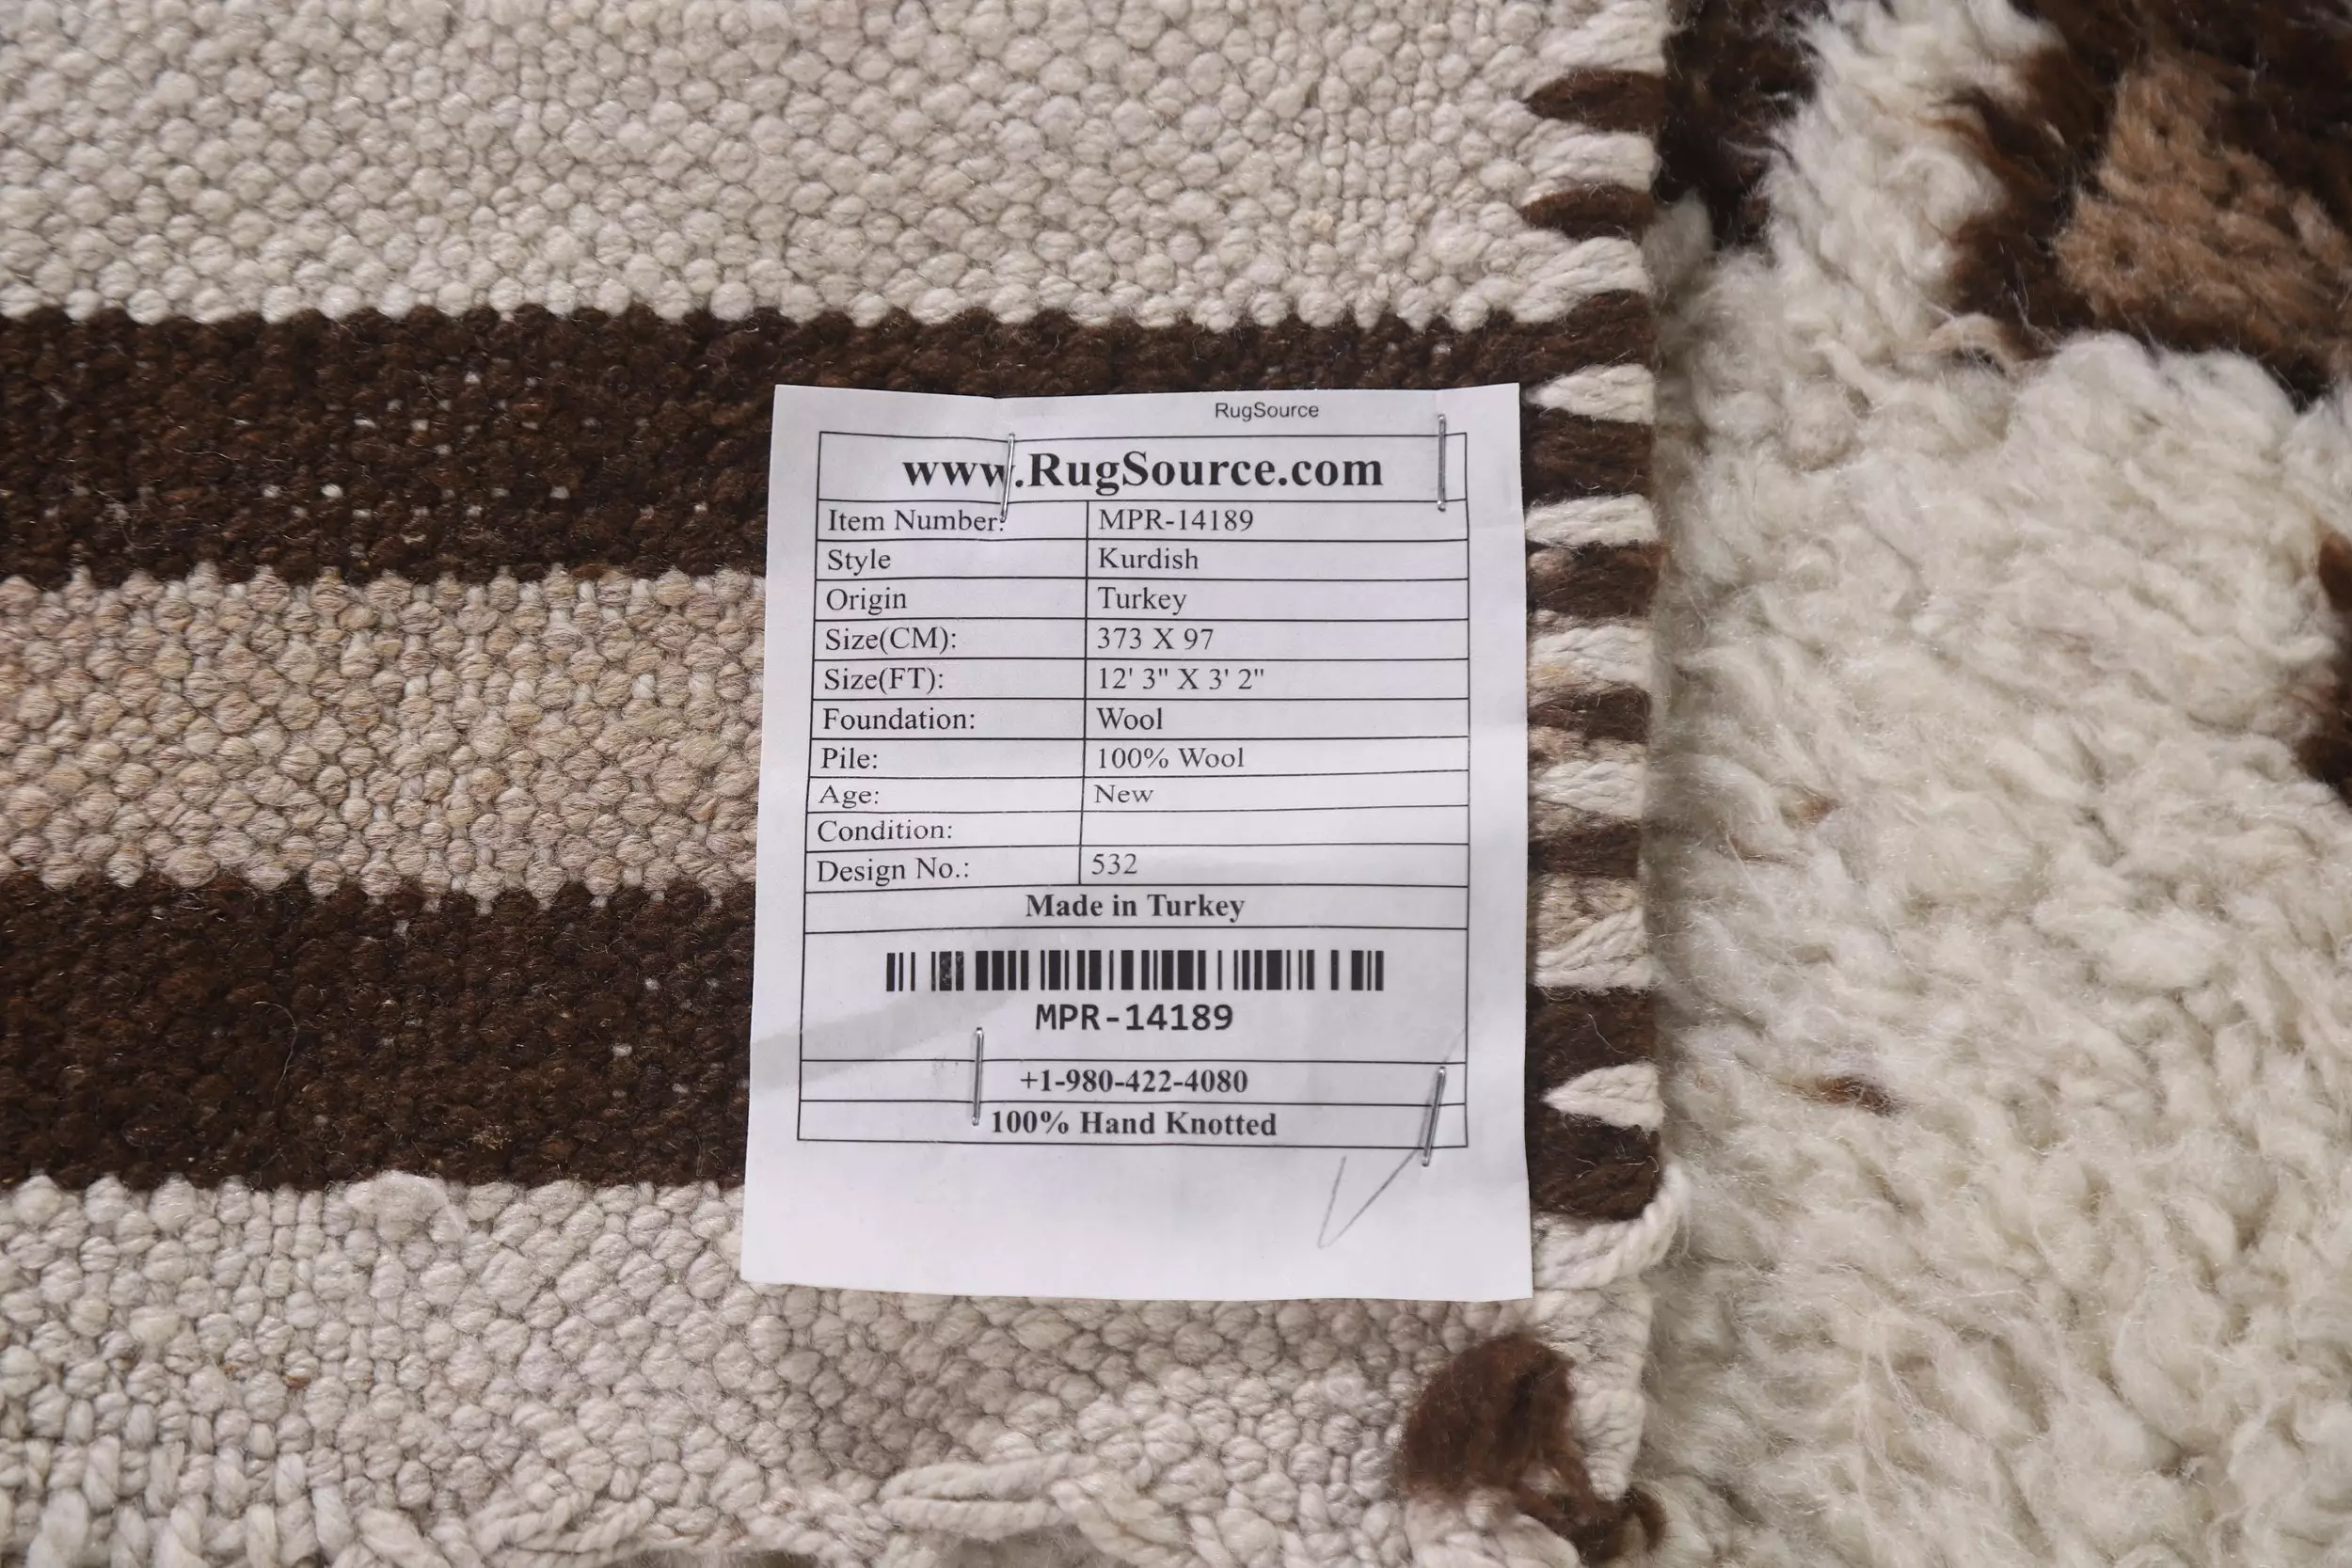 RugSource
www.RugSource.com
Item Number: MPR-14189
Style Kurdish
Origin Turkey
Size(CM): 373 X 97
Size(FT): 12' 3" X 3' 2"
Foundation: Wool
Pile: 100% Wool
Age: New
Condition:
Design No.: 532
Made in Turkey
MPR-14189
+1-980-422-4080
100% Hand Knotted